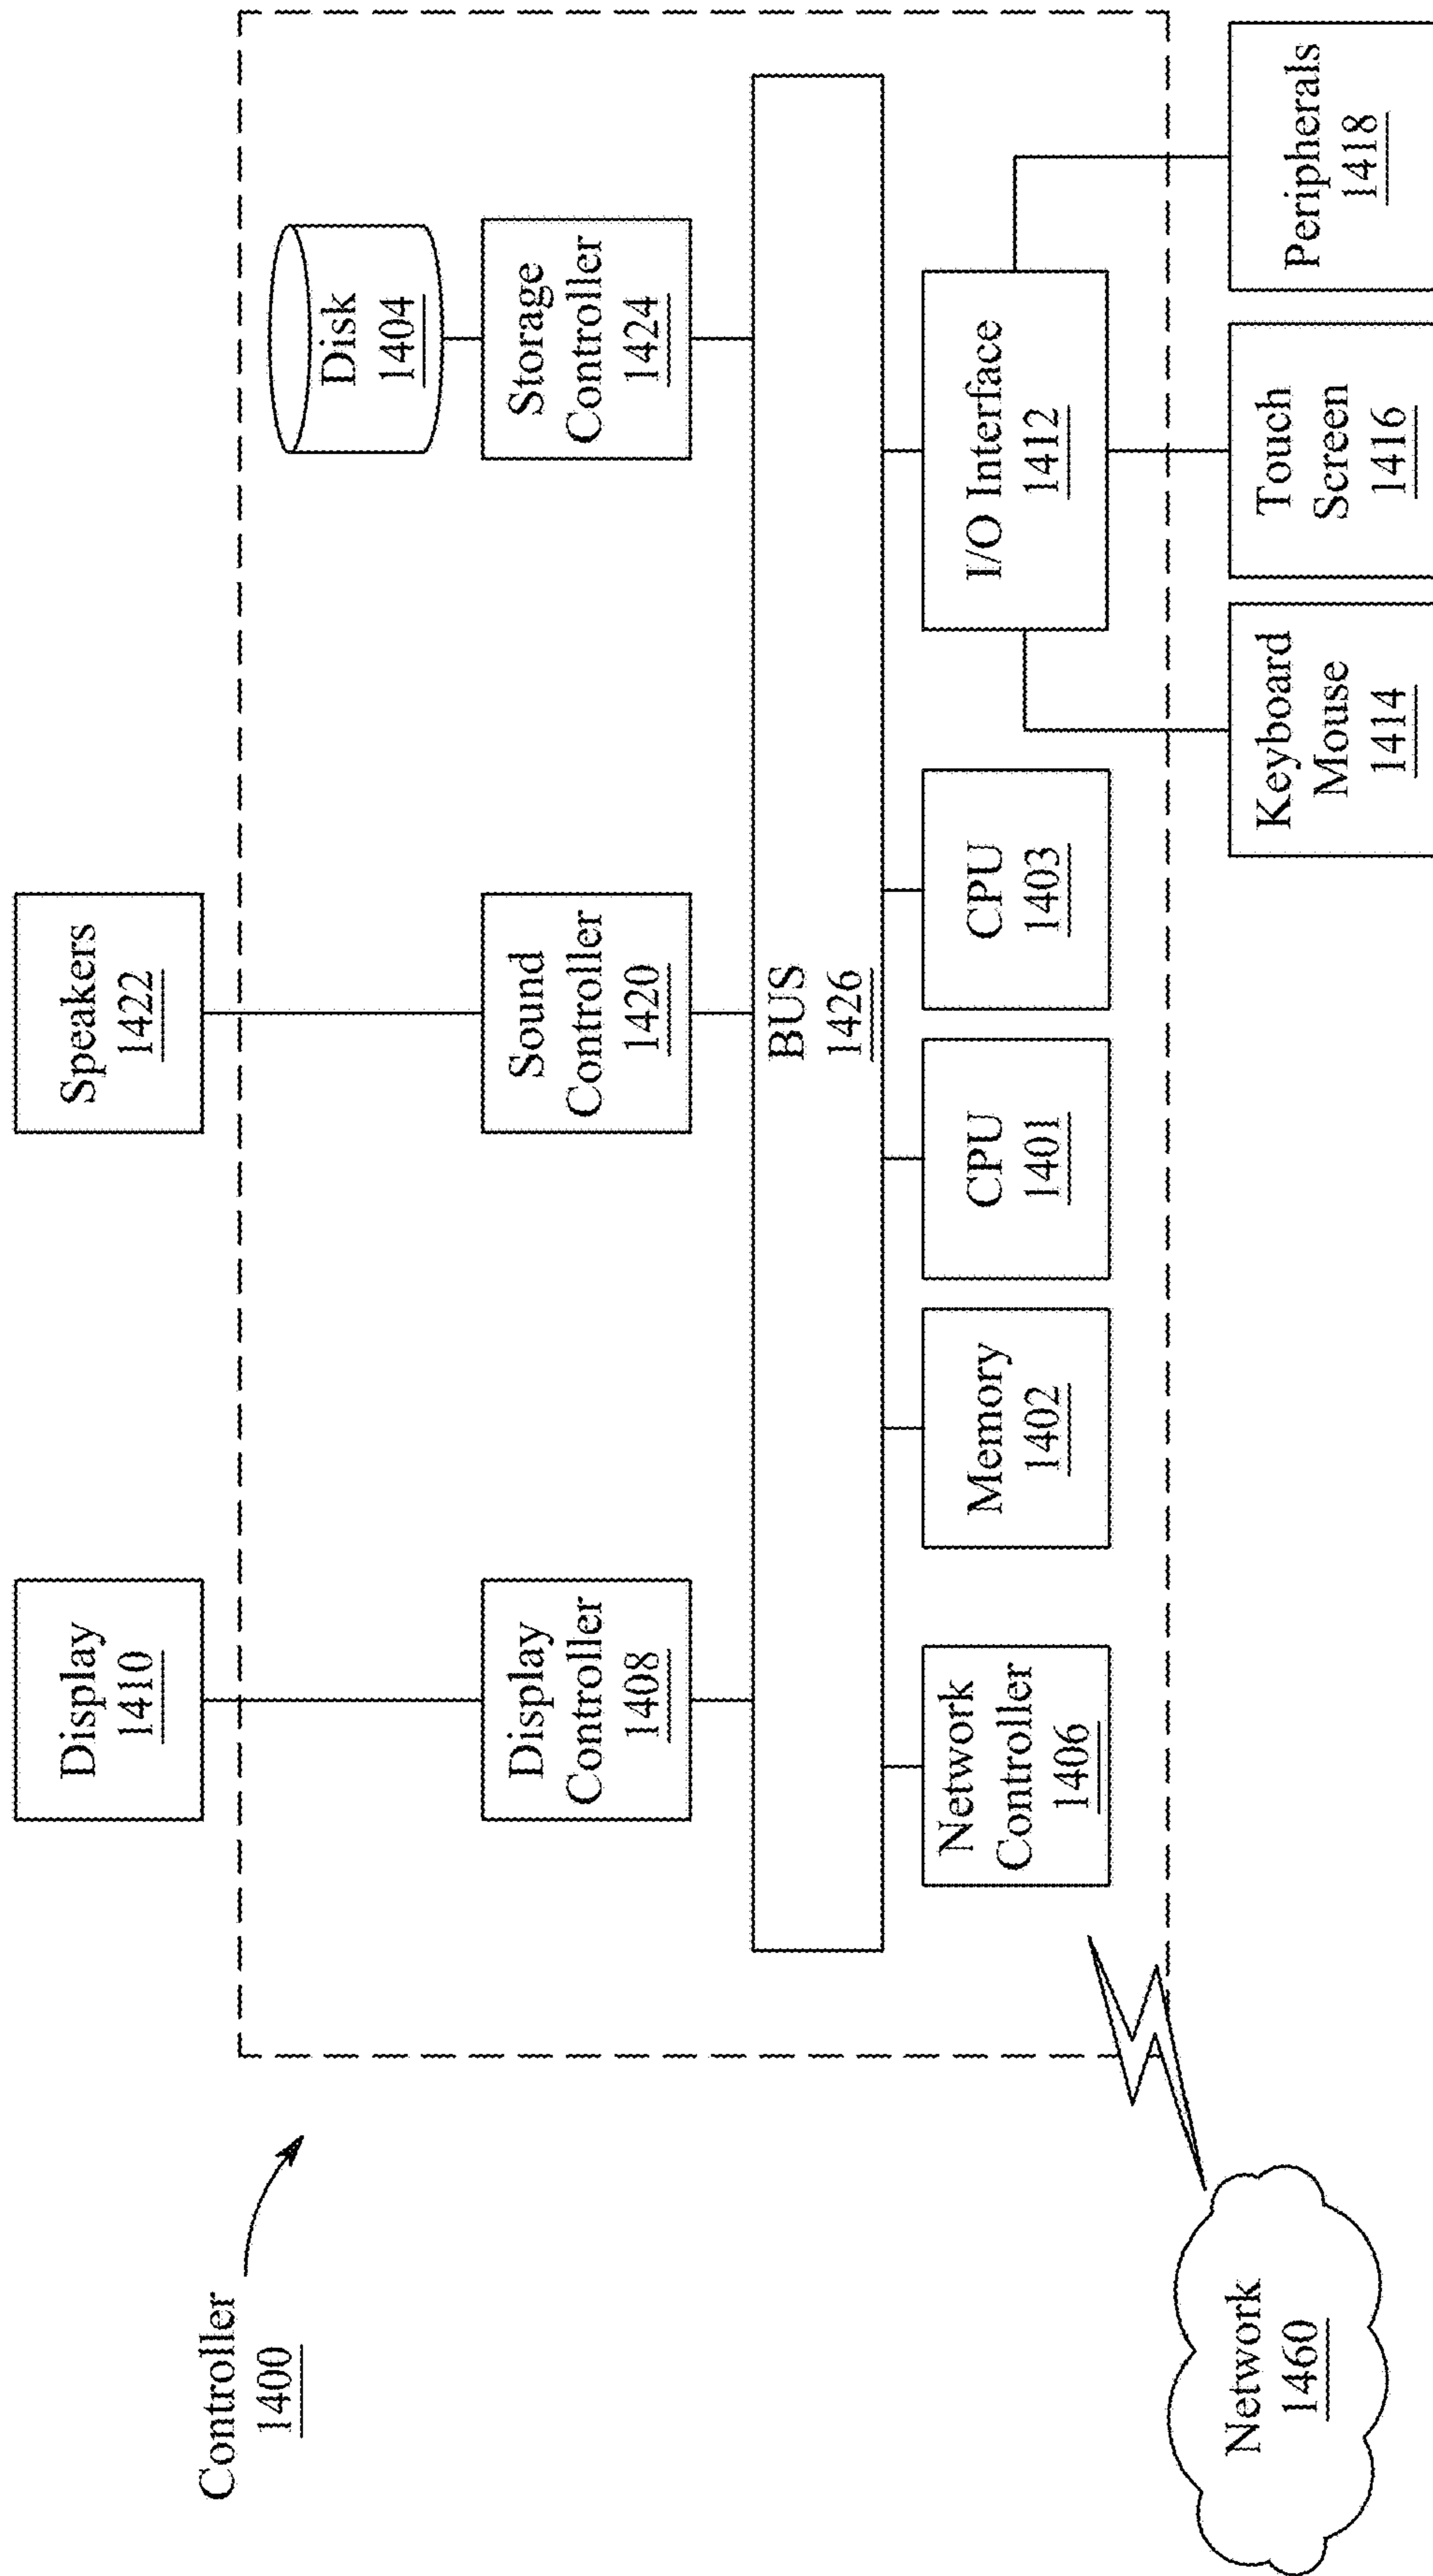 Display
1410
Speakers
1422
Controller
1400
Disk
1404
Display
Controller
1408
Sound
Controller
1420
Storage
Controller
1424
BUS
1426
Network
Controller
1406
Memory
1402
CPU
1401
CPU
1403
I/O Interface
1412
Network
1460
Keyboard
Mouse
1414
Touch
Screen
1416
Peripherals
1418